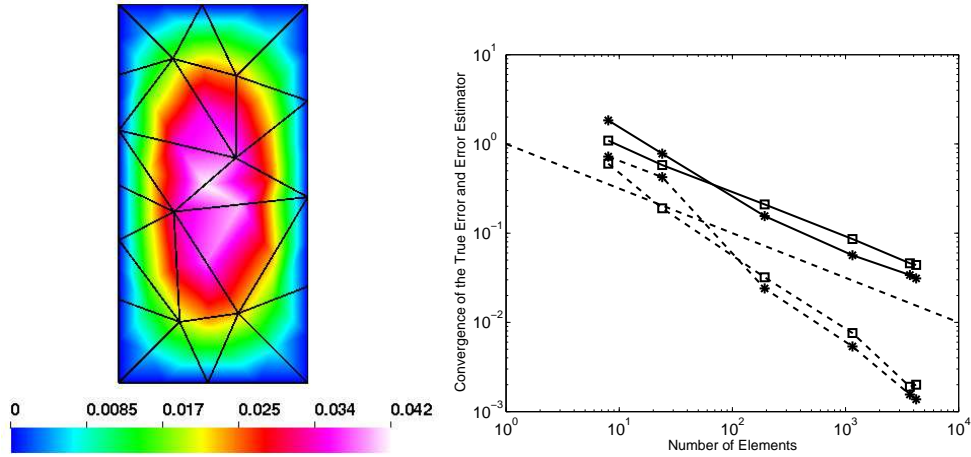 0 0.0085 0.017 0.025 0.034 0.042
Convergence of the True Error and Error Estimator
10^1
10^0
10^-1
10^-2
10^-3
10^0 10^1 10^2 10^3 10^4
Number of Elements